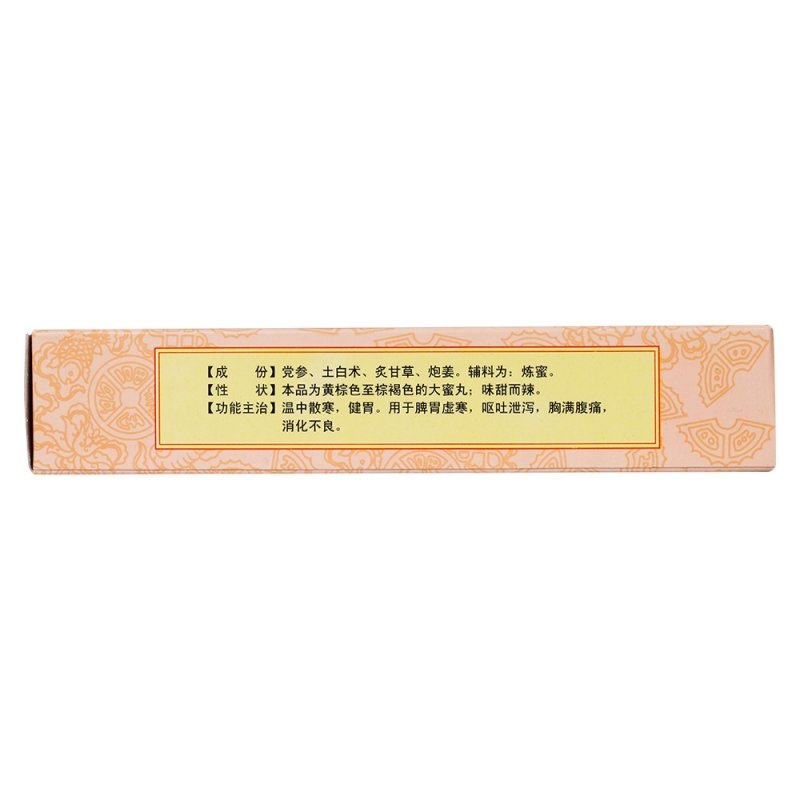 【成　份】党参、土白术、炙甘草、炮姜。辅料为：炼蜜。
【性　状】本品为黄棕色至棕褐色的大蜜丸；味甜而辣。
【功能主治】温中散寒，健胃。用于脾胃虚寒，呕吐泄泻，胸满腹痛，
消化不良。